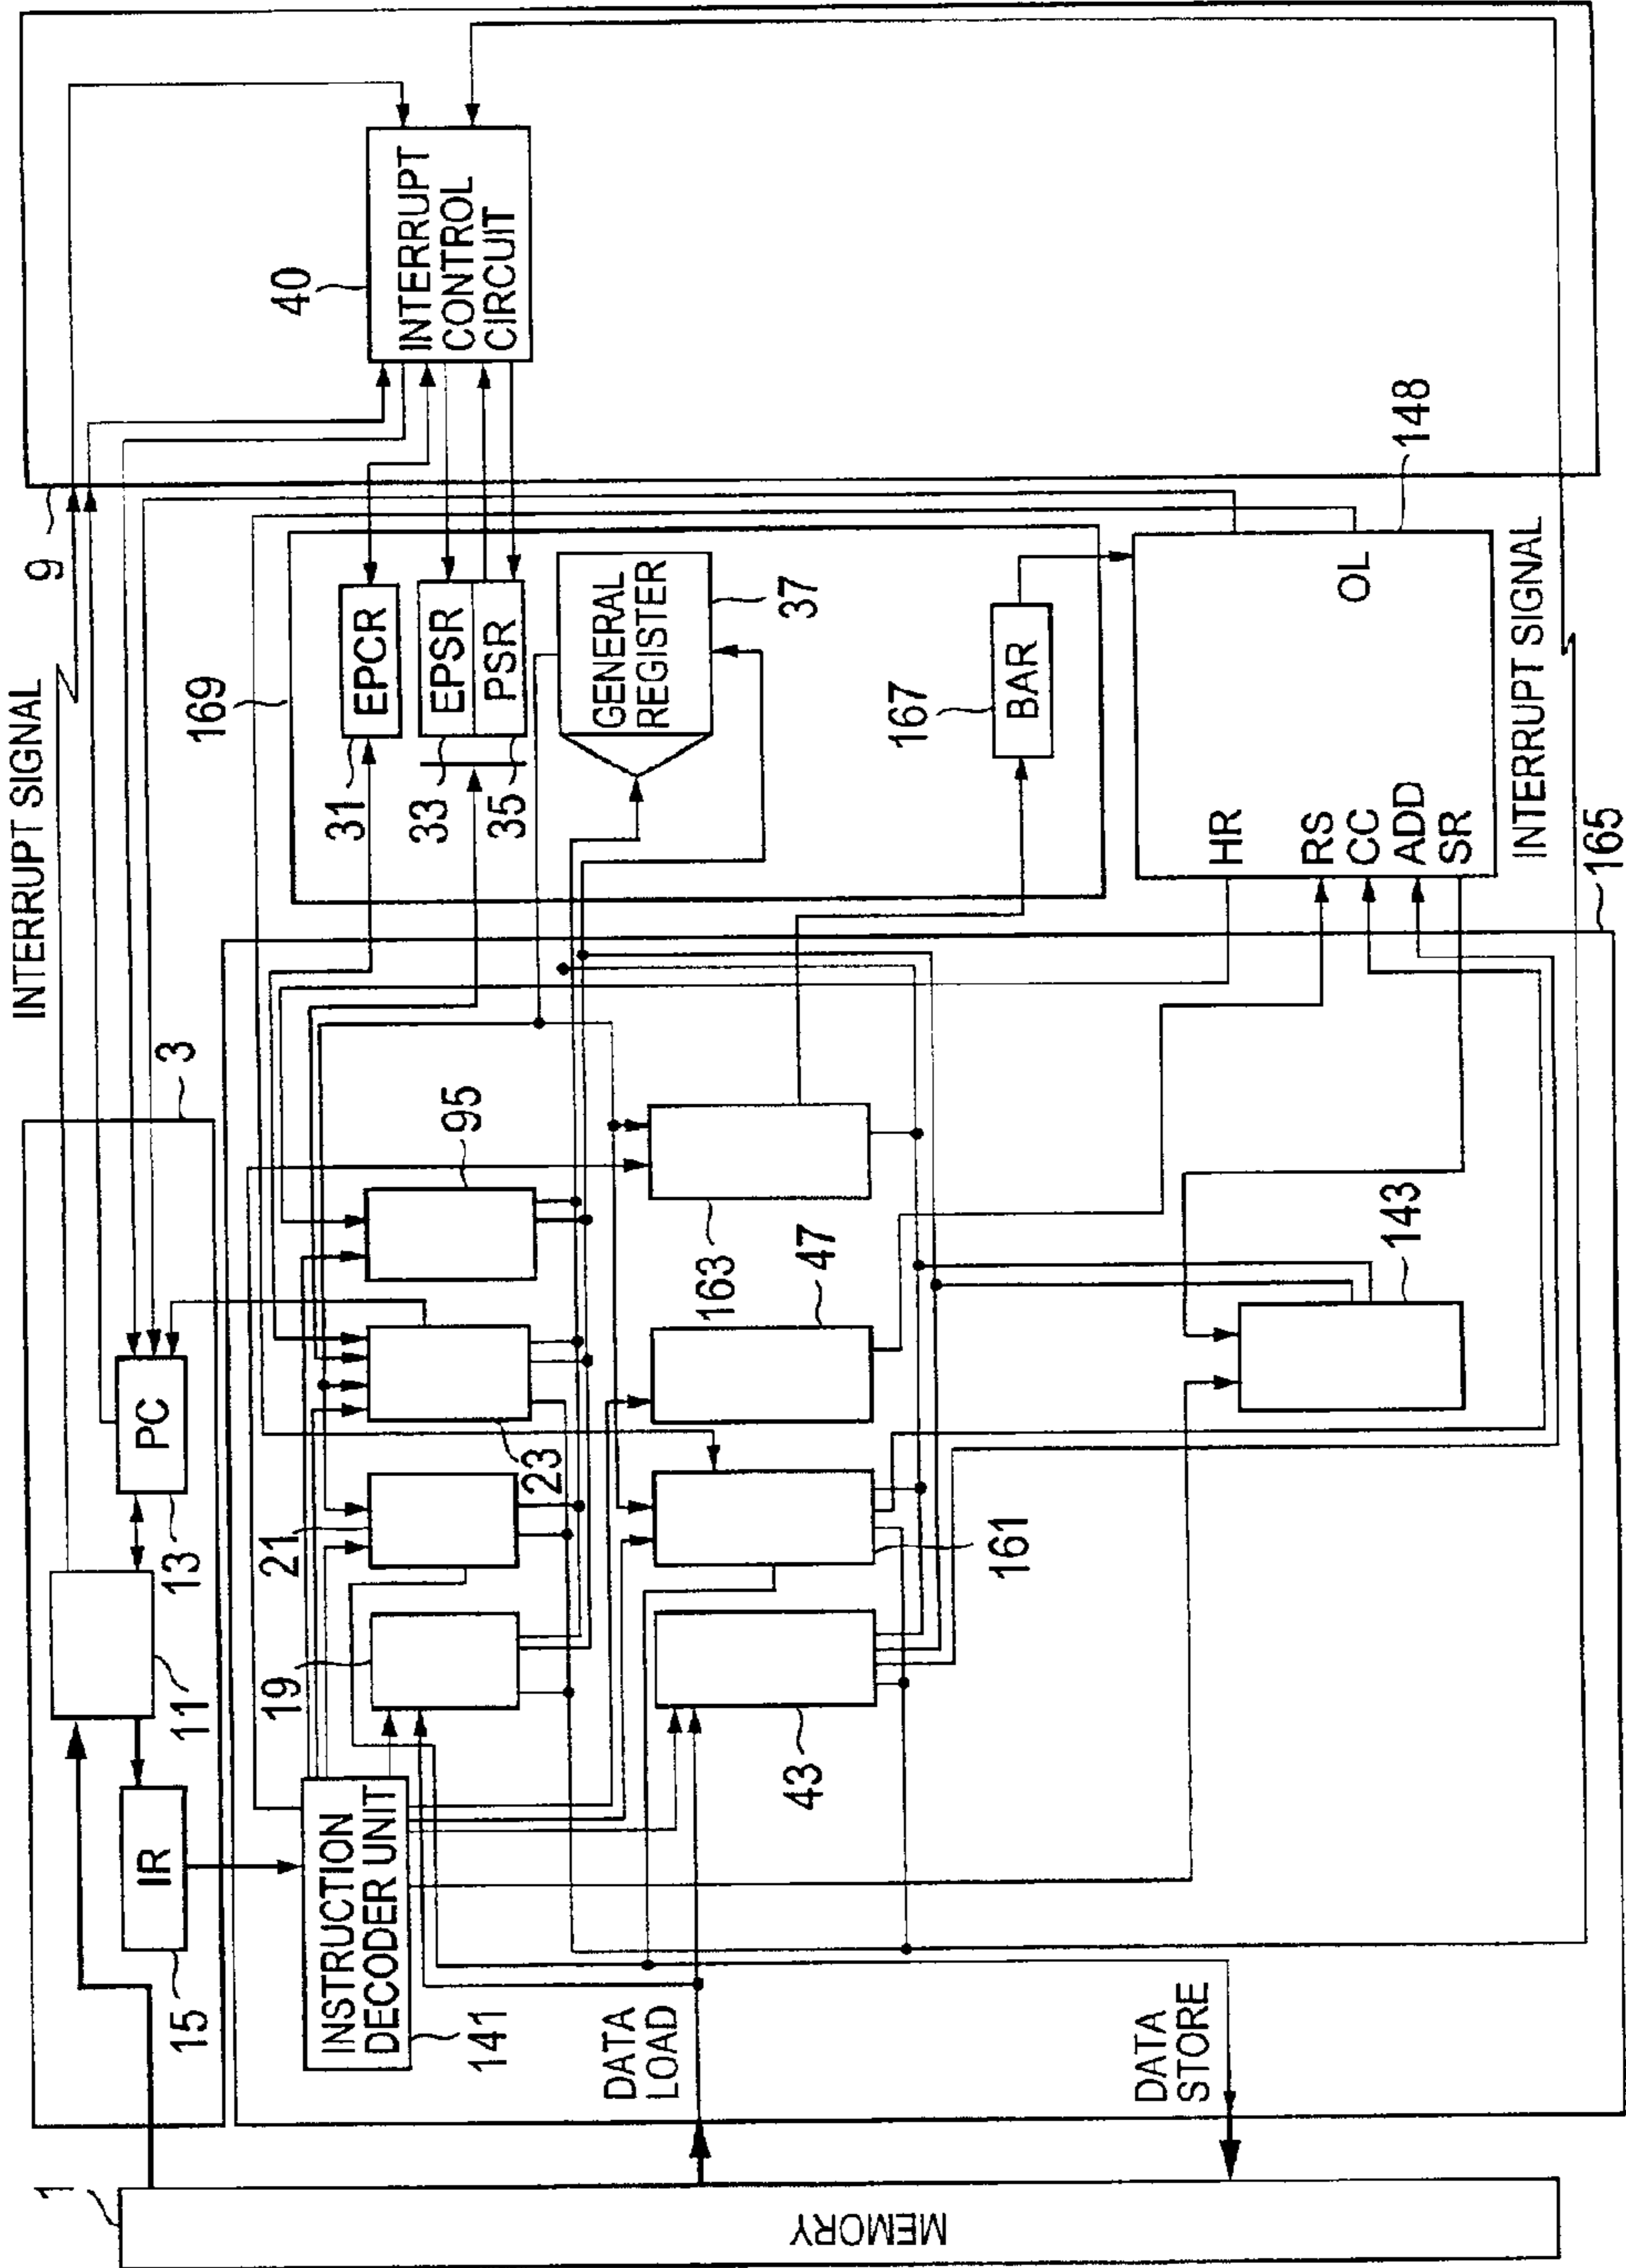 INTERRUPT SIGNAL
9
3
40
INTERRUPT
CONTROL
CIRCUIT
1
MEMORY
15
IR
11
13
PC
169
31
EPCR
33
EPSR
35
PSR
37
GENERAL
REGISTER
141
INSTRUCTION
DECODER UNIT
19
21
23
95
DATA
LOAD
43
161
47
163
167
BAR
143
DATA
STORE
HR
RS
CC
ADD
SR
OL
148
INTERRUPT SIGNAL
165